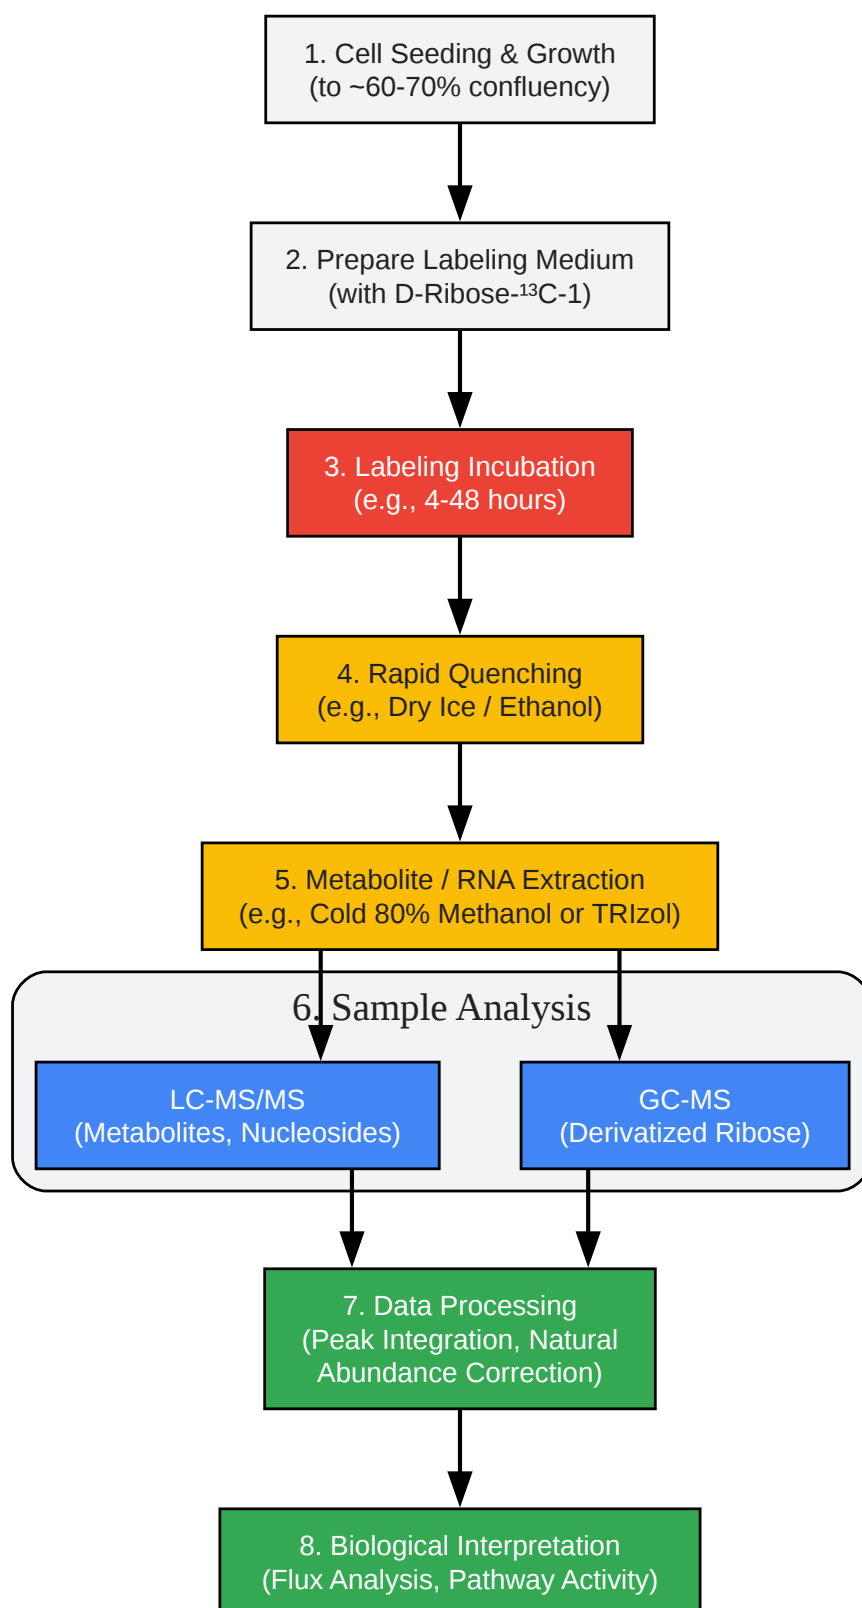 1. Cell Seeding & Growth
(to ~60-70% confluency)
2. Prepare Labeling Medium
(with D-Ribose-¹³C-1)
3. Labeling Incubation
(e.g., 4-48 hours)
4. Rapid Quenching
(e.g., Dry Ice / Ethanol)
5. Metabolite / RNA Extraction
(e.g., Cold 80% Methanol or TRIzol)
6. Sample Analysis
LC-MS/MS
(Metabolites, Nucleosides)
GC-MS
(Derivatized Ribose)
7. Data Processing
(Peak Integration, Natural
Abundance Correction)
8. Biological Interpretation
(Flux Analysis, Pathway Activity)